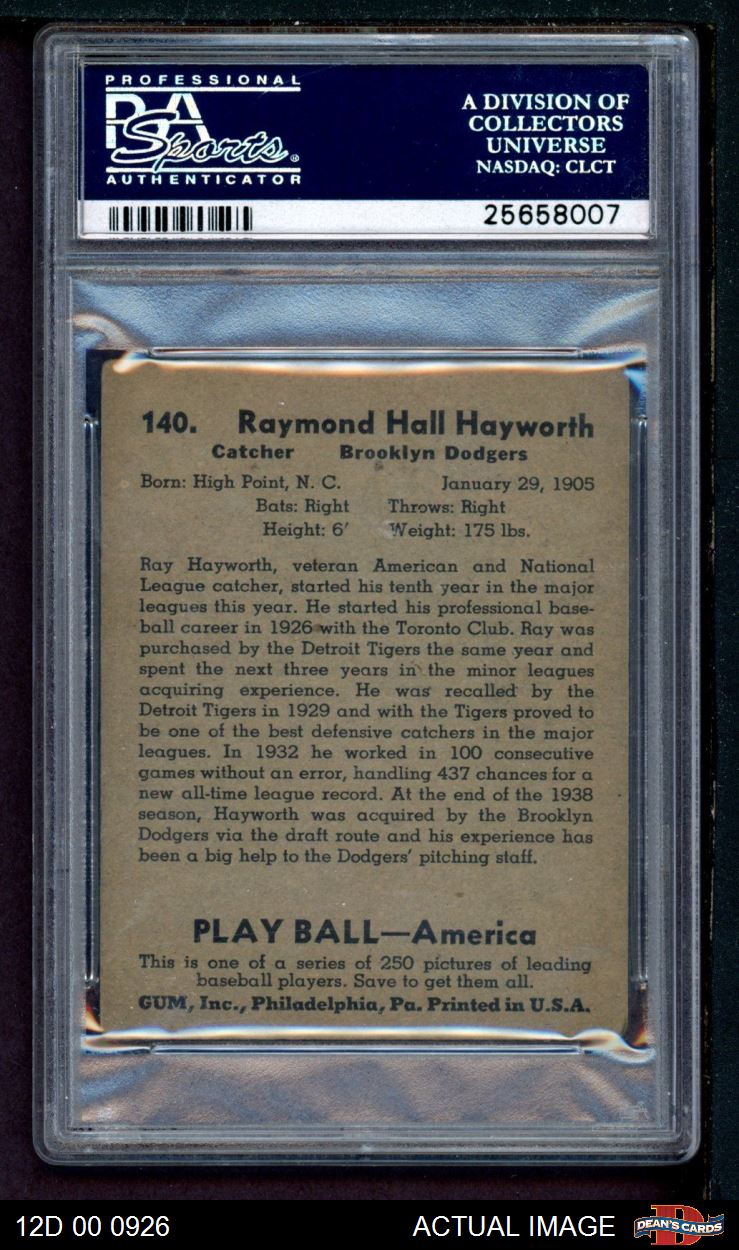 PROFESSIONAL
PSA
Sports®
AUTHENTICATOR
A DIVISION OF
COLLECTORS
UNIVERSE
NASDAQ: CLCT
25658007
140. Raymond Hall Hayworth
Catcher Brooklyn Dodgers
Born: High Point, N. C. January 29, 1905
Bats: Right Throws: Right
Height: 6' Weight: 175 lbs.
Ray Hayworth, veteran American and National
League catcher, started his tenth year in the major
leagues this year. He started his professional base-
ball career in 1926 with the Toronto Club. Ray was
purchased by the Detroit Tigers the same year and
spent the next three years in the minor leagues
acquiring experience. He was recalled by the
Detroit Tigers in 1929 and with the Tigers proved to
be one of the best defensive catchers in the major
leagues. In 1932 he worked in 100 consecutive
games without an error, handling 437 chances for a
new all-time league record. At the end of the 1938
season, Hayworth was acquired by the Brooklyn
Dodgers via the draft route and his experience has
been a big help to the Dodgers' pitching staff.
PLAY BALL—America
This is one of a series of 250 pictures of leading
baseball players. Save to get them all.
GUM, Inc., Philadelphia, Pa. Printed in U.S.A.
12D 00 0926 ACTUAL IMAGE
DEAN'S CARDS